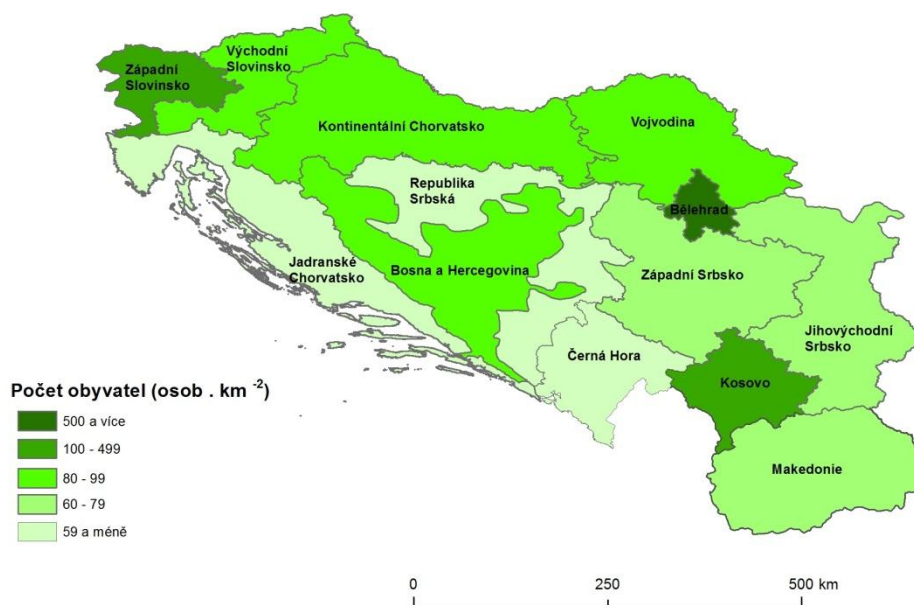 Východní
Slovinsko
Západní
Slovinsko
Kontinentální Chorvatsko
Vojvodina
Republika
Srbská
Bělehrad
Jadranské
Chorvatsko
Bosna a Hercegovina
Západní Srbsko
Jihovýchodní
Srbsko
Černá Hora
Kosovo
Makedonie
Počet obyvatel (osob . km -2)
500 a více
100 - 499
80 - 99
60 - 79
59 a méně
0 250 500 km